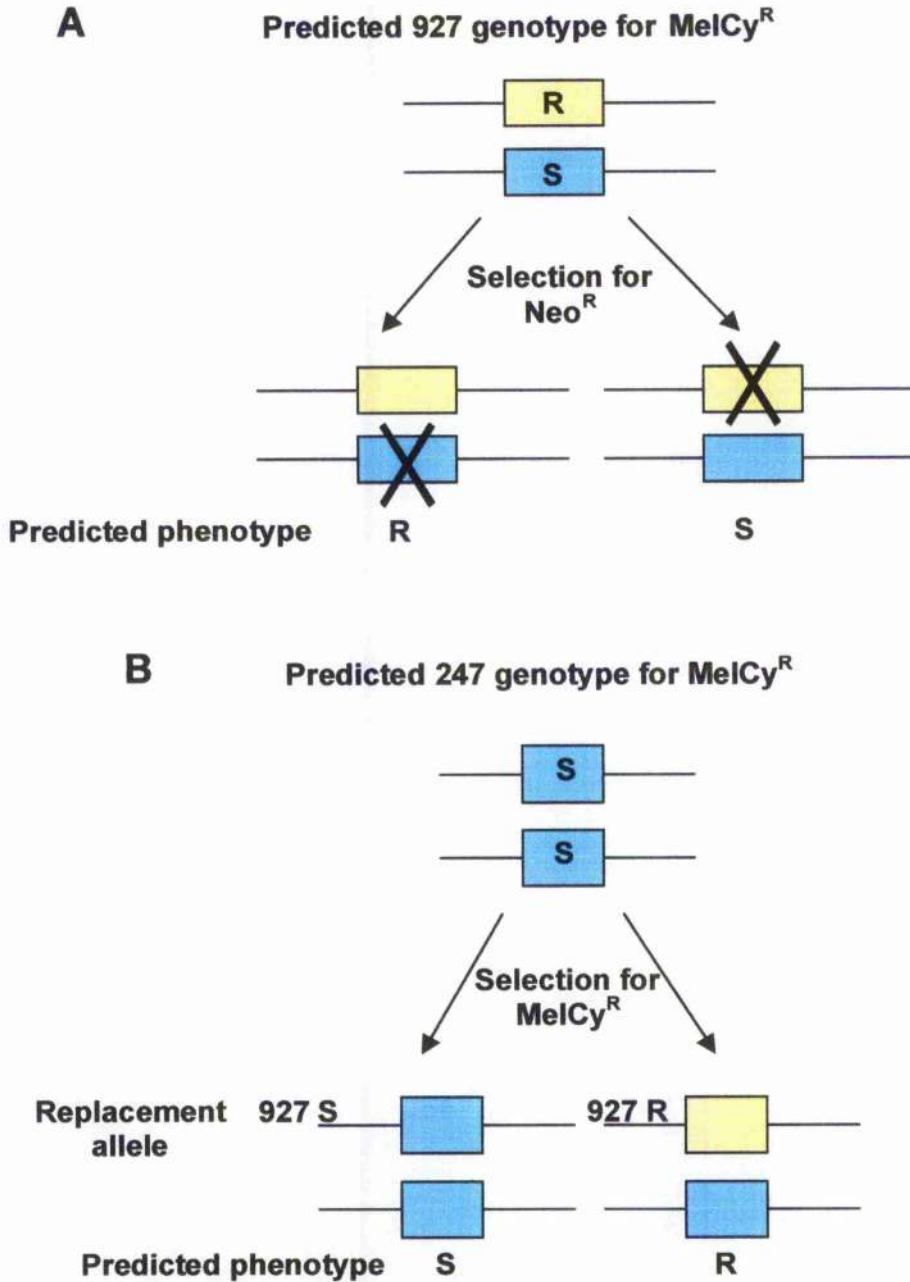 A
Predicted 927 genotype for MelCy^R
R
S
Selection for
Neo^R
Predicted phenotype R S
B
Predicted 247 genotype for MelCy^R
S
S
Selection for
MelCy^R
Replacement
allele
927 S 927 R
Predicted phenotype S R